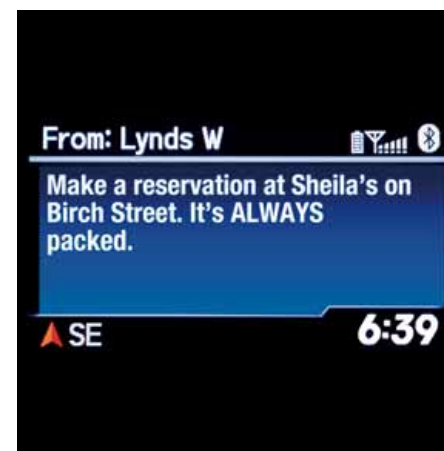 From: Lynds W
Make a reservation at Sheila's on
Birch Street. It's ALWAYS
packed.
SE
6:39